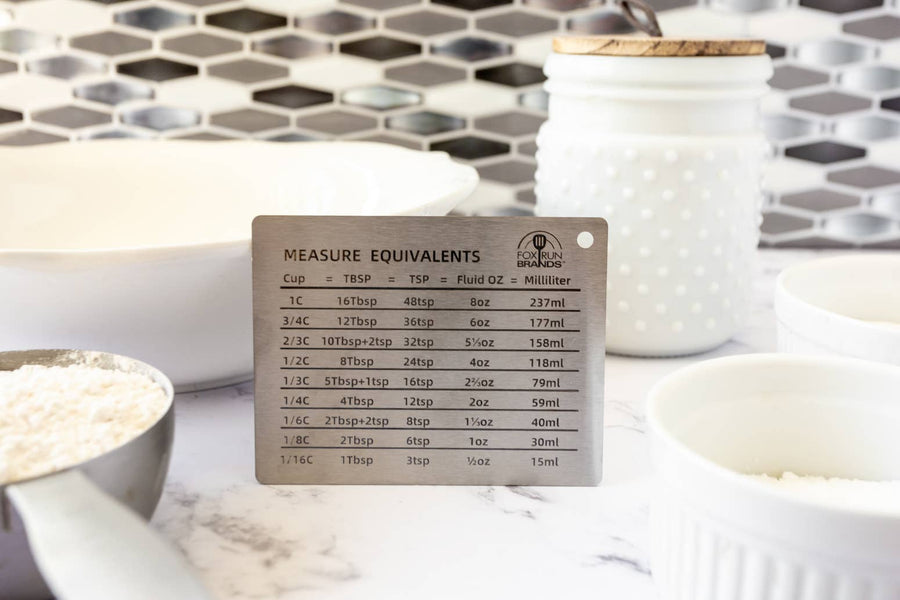 MEASURE EQUIVALENTS
FOX RUN
BRANDS™
Cup = TBSP = TSP = Fluid OZ = Milliliter
1C 16Tbsp 48tsp 8oz 237ml
3/4C 12Tbsp 36tsp 6oz 177ml
2/3C 10Tbsp+2tsp 32tsp 5⅓oz 158ml
1/2C 8Tbsp 24tsp 4oz 118ml
1/3C 5Tbsp+1tsp 16tsp 2⅔oz 79ml
1/4C 4Tbsp 12tsp 2oz 59ml
1/6C 2Tbsp+2tsp 8tsp 1⅓oz 40ml
1/8C 2Tbsp 6tsp 1oz 30ml
1/16C 1Tbsp 3tsp ½oz 15ml